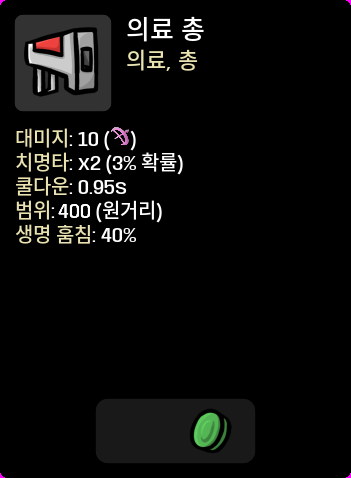 의료 총
의료, 총
대미지: 10 ()
치명타: x2 (3% 확률)
쿨다운: 0.95s
범위: 400 (원거리)
생명 훔침: 40%